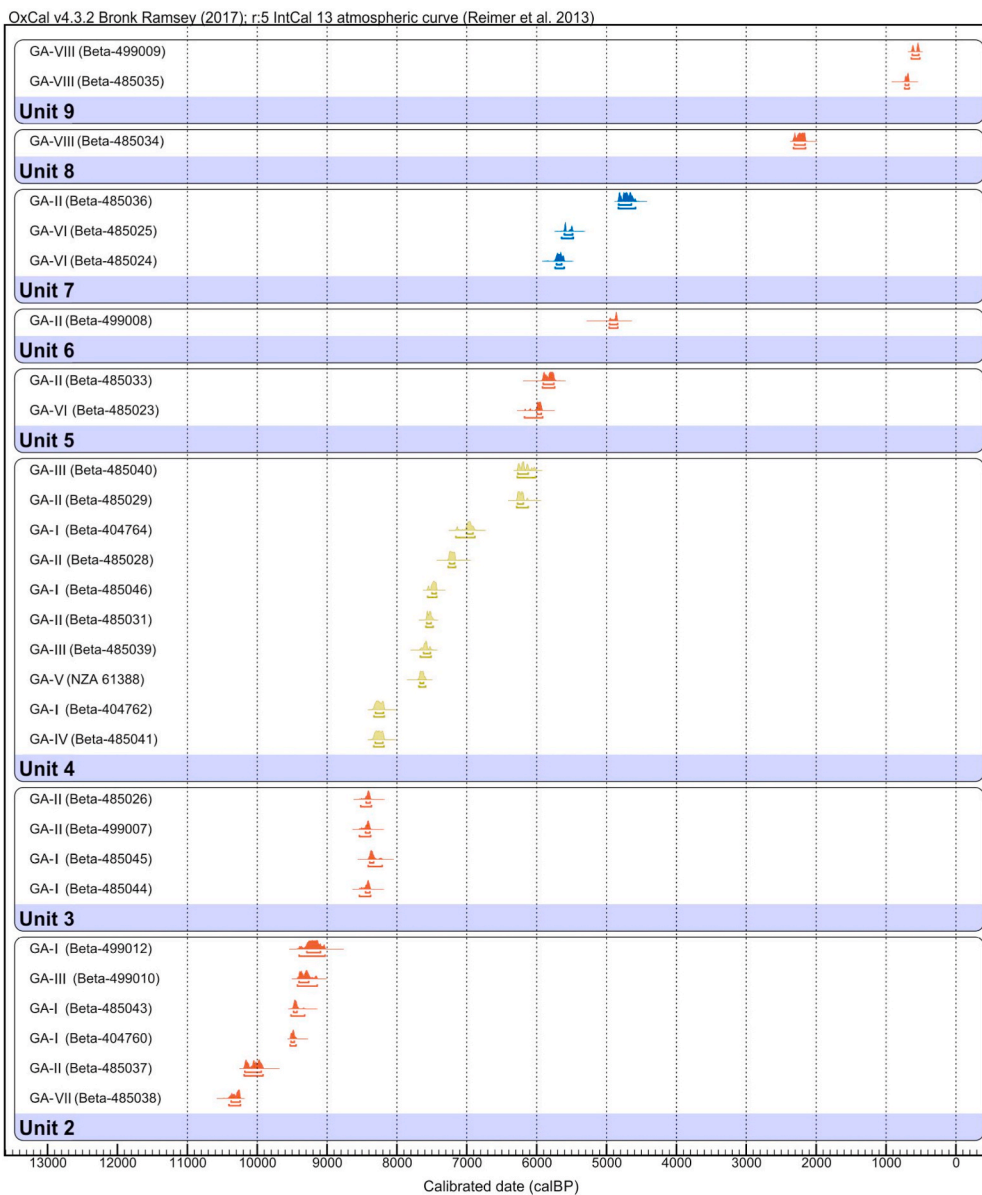 OxCal v4.3.2 Bronk Ramsey (2017); r:5 IntCal 13 atmospheric curve (Reimer et al. 2013)
GA-VIII (Beta-499009)
GA-VIII (Beta-485035)
Unit 9
GA-VIII (Beta-485034)
Unit 8
GA-II (Beta-485036)
GA-VI (Beta-485025)
GA-VI (Beta-485024)
Unit 7
GA-II (Beta-499008)
Unit 6
GA-II (Beta-485033)
GA-VI (Beta-485023)
Unit 5
GA-III (Beta-485040)
GA-II (Beta-485029)
GA-I (Beta-404764)
GA-II (Beta-485028)
GA-I (Beta-485046)
GA-II (Beta-485031)
GA-III (Beta-485039)
GA-V (NZA 61388)
GA-I (Beta-404762)
GA-IV (Beta-485041)
Unit 4
GA-II (Beta-485026)
GA-II (Beta-499007)
GA-I (Beta-485045)
GA-I (Beta-485044)
Unit 3
GA-I (Beta-499012)
GA-III (Beta-499010)
GA-I (Beta-485043)
GA-I (Beta-404760)
GA-II (Beta-485037)
GA-VII (Beta-485038)
Unit 2
13000 12000 11000 10000 9000 8000 7000 6000 5000 4000 3000 2000 1000 0
Calibrated date (calBP)